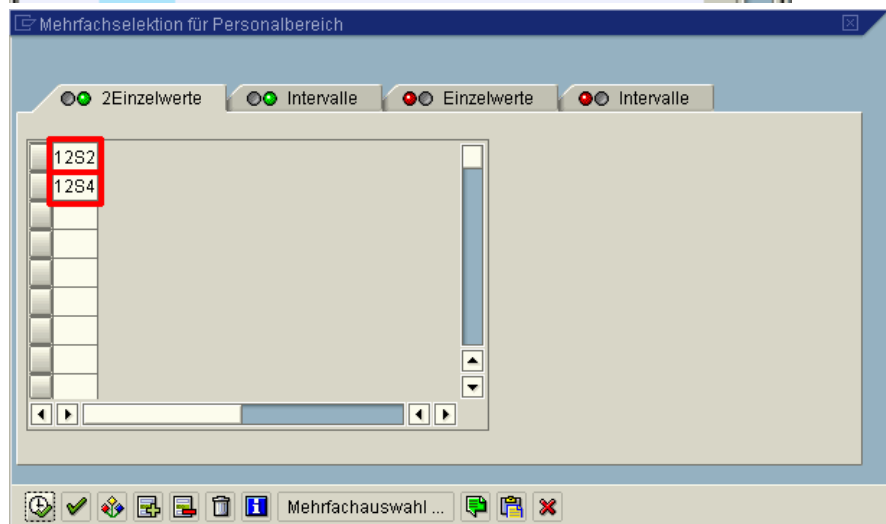 Mehrfachselektion für Personalbereich
2Einzelwerte Intervalle Einzelwerte Intervalle
12S2
12S4
Mehrfachauswahl ...